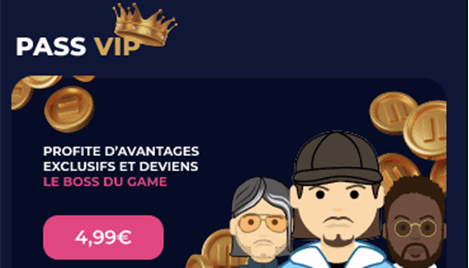 PASS VIP
PROFITE D'AVANTAGES
EXCLUSIFS ET DEVIENS
LE BOSS DU GAME
4,99€